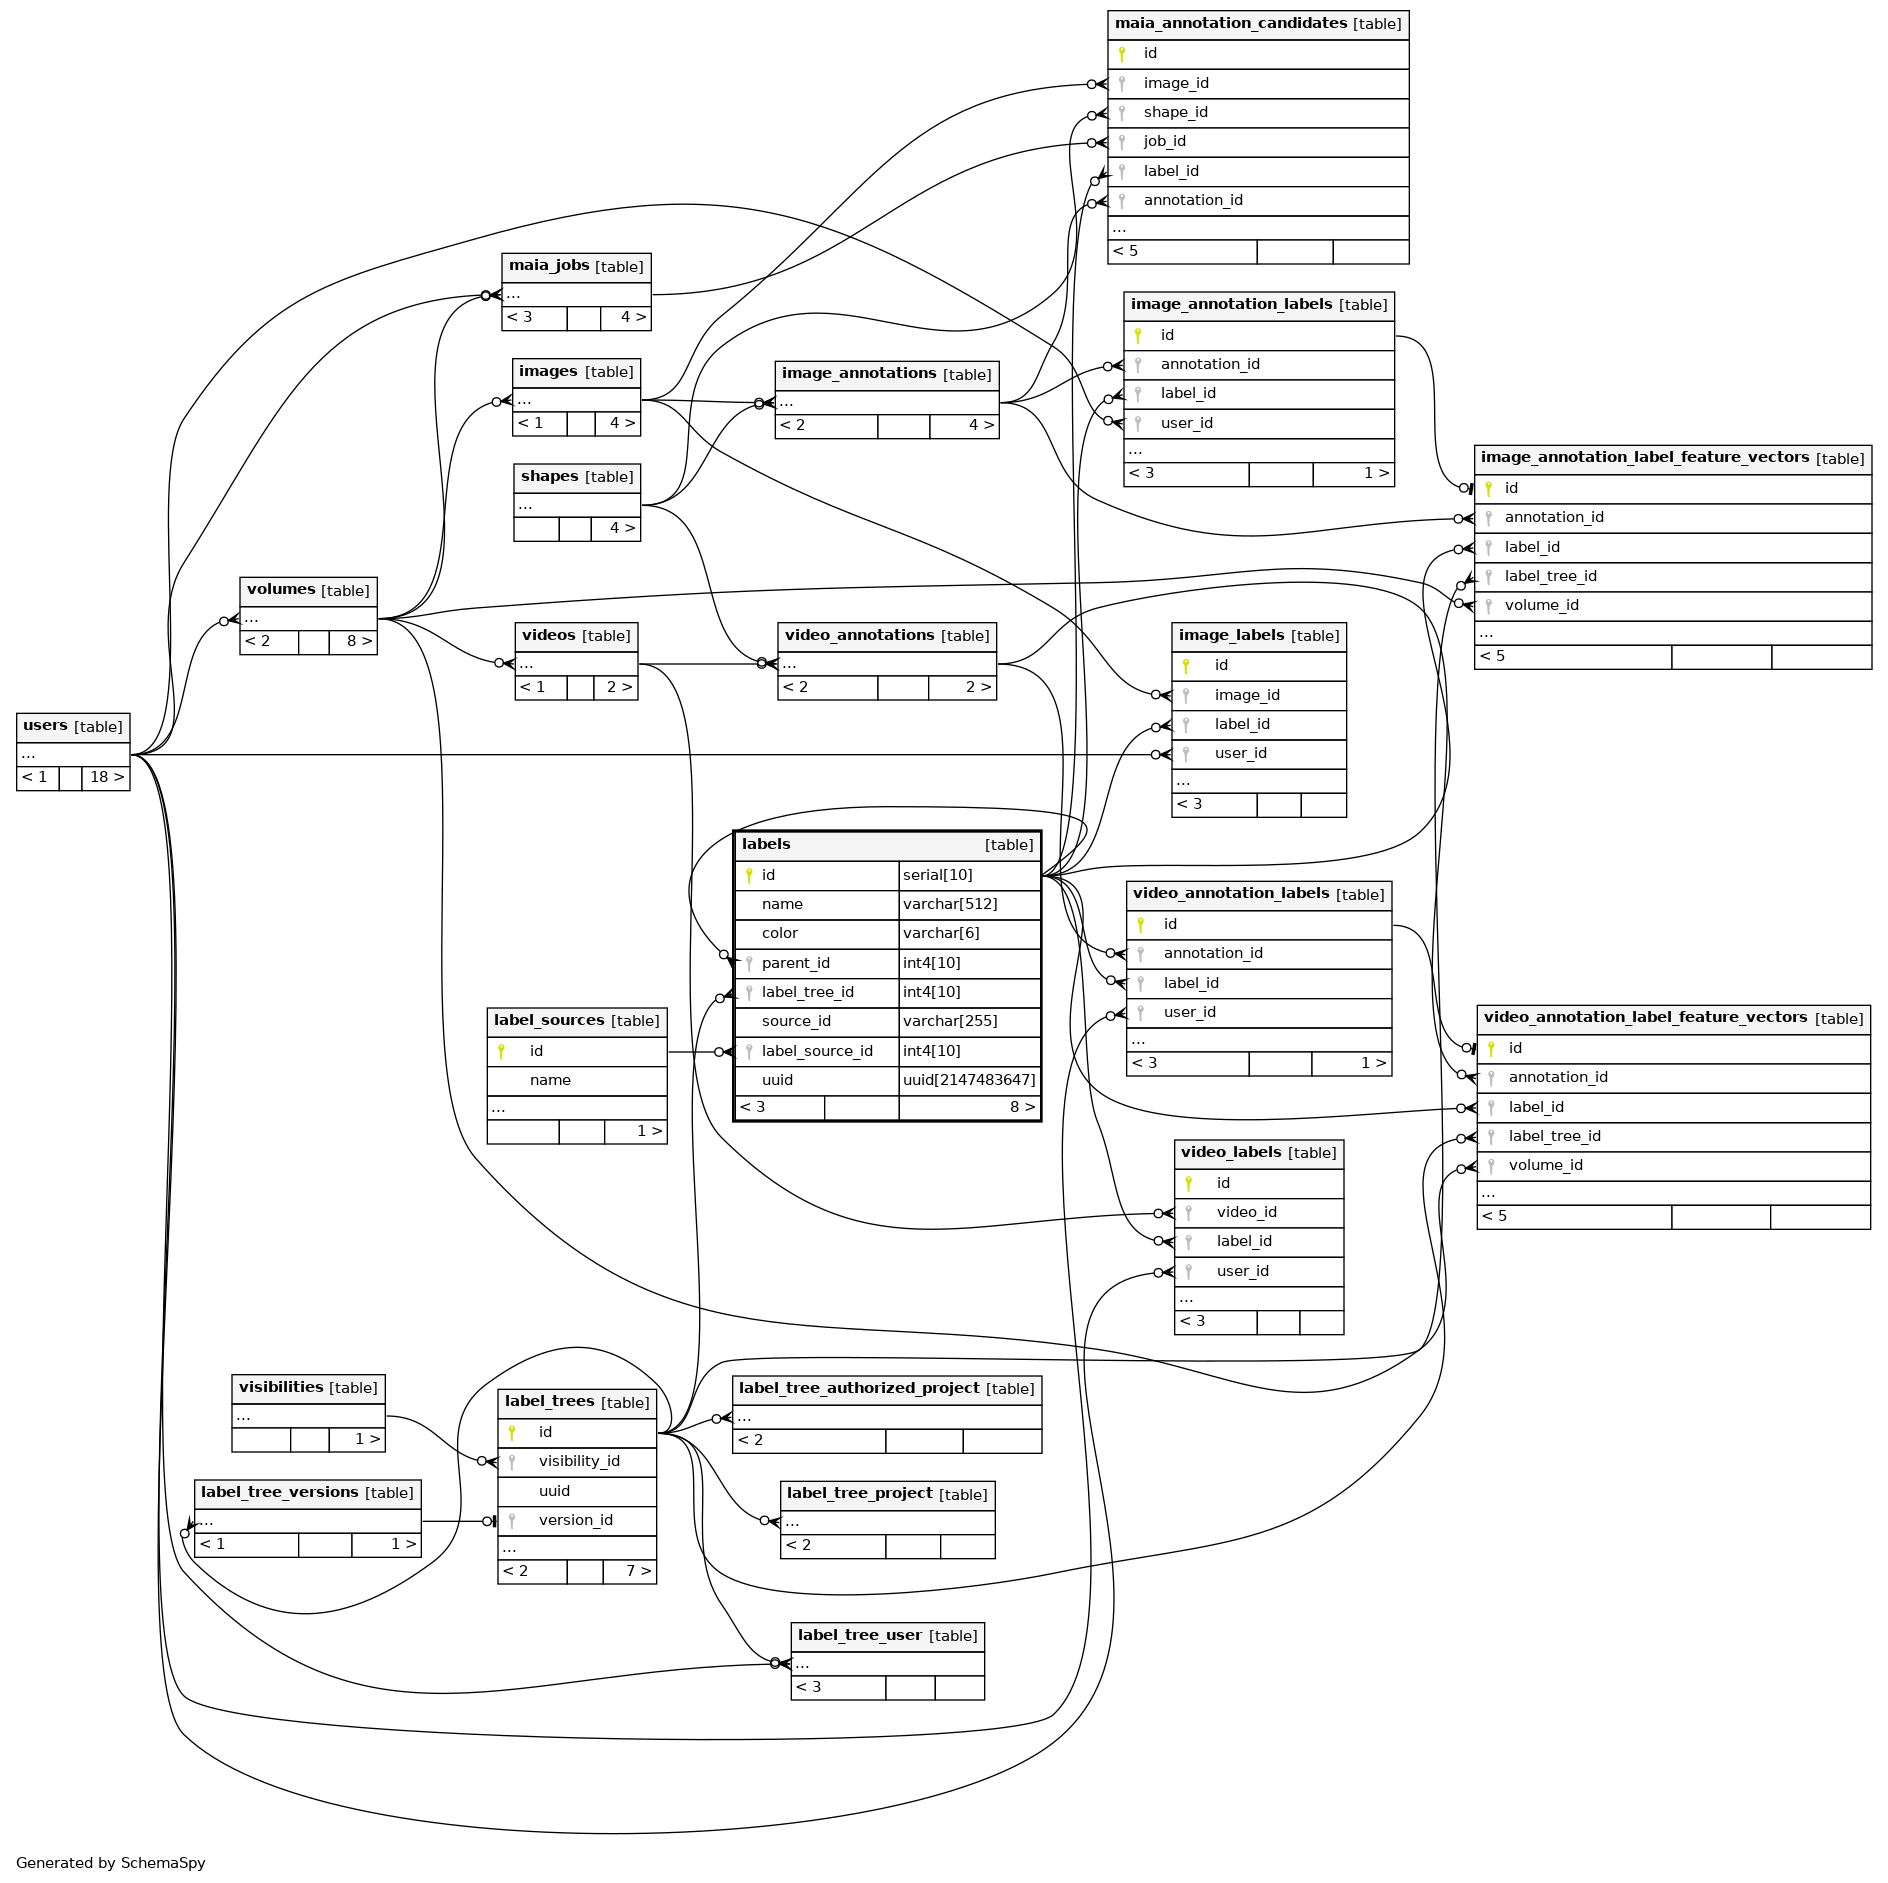 maia_annotation_candidates [table]
id
image_id
shape_id
job_id
label_id
annotation_id
...
< 5
maia_jobs [table]
...
< 3 4 >
image_annotation_labels [table]
id
annotation_id
label_id
user_id
...
< 3 1 >
images [table]
...
< 1 4 >
image_annotations [table]
...
< 2 4 >
shapes [table]
...
4 >
image_annotation_label_feature_vectors [table]
id
annotation_id
label_id
label_tree_id
volume_id
...
< 5
volumes [table]
...
< 2 8 >
videos [table]
...
< 1 2 >
video_annotations [table]
...
< 2 2 >
image_labels [table]
id
image_id
label_id
user_id
...
< 3
users [table]
...
< 1 18 >
labels [table]
id serial[10]
name varchar[512]
color varchar[6]
parent_id int4[10]
label_tree_id int4[10]
source_id varchar[255]
label_source_id int4[10]
uuid uuid[2147483647]
< 3 8 >
video_annotation_labels [table]
id
annotation_id
label_id
user_id
...
< 3 1 >
label_sources [table]
id
name
...
1 >
video_annotation_label_feature_vectors [table]
id
annotation_id
label_id
label_tree_id
volume_id
...
< 5
video_labels [table]
id
video_id
label_id
user_id
...
< 3
visibilities [table]
...
1 >
label_trees [table]
id
visibility_id
uuid
version_id
...
< 2 7 >
label_tree_authorized_project [table]
...
< 2
label_tree_versions [table]
...
< 1 1 >
label_tree_project [table]
...
< 2
label_tree_user [table]
...
< 3
Generated by SchemaSpy